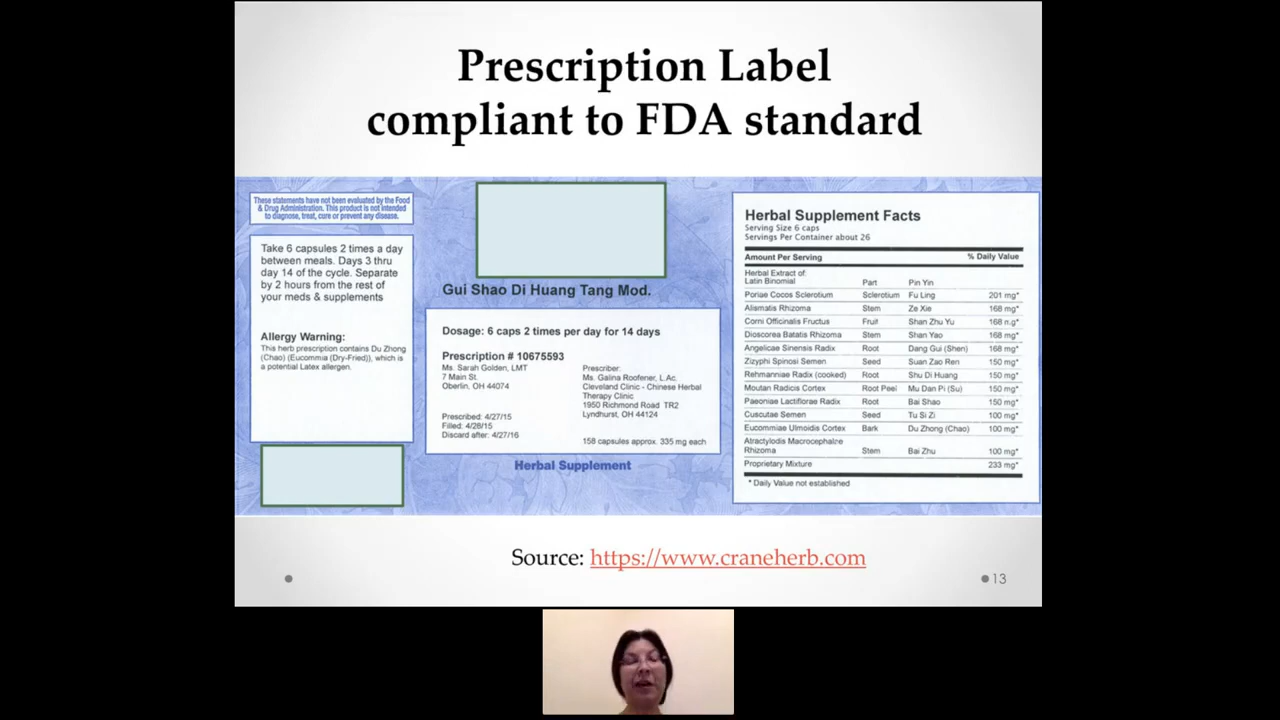 Prescription Label
compliant to FDA standard
These statements have not been evaluated by the Food
& Drug Administration. This product is not intended
to diagnose, treat, cure or prevent any disease.
Take 6 capsules 2 times a day
between meals. Days 3 thru
day 14 of the cycle. Separate
by 2 hours from the rest of
your meds & supplements
Allergy Warning:
This herb prescription contains Du Zhong
(Chao) (Eucommia (Dry-Fried)), which is
a potential Latex allergen.
Gui Shao Di Huang Tang Mod.
Dosage: 6 caps 2 times per day for 14 days
Prescription # 10675593
Ms. Sarah Golden, LMT
7 Main St.
Oberlin, OH 44074
Prescribed: 4/27/15
Filled: 4/28/15
Discard after: 4/27/16
Prescriber:
Ms. Galina Roofener, L.Ac.
Cleveland Clinic - Chinese Herbal
Therapy Clinic
1950 Richmond Road TR2
Lyndhurst, OH 44124
158 capsules approx. 335 mg each
Herbal Supplement
Herbal Supplement Facts
Serving Size 6 caps
Servings Per Container about 26
Amount Per Serving % Daily Value
Herbal Extract of:
Latin Binomial Part Pin Yin
Poriae Cocos Sclerotium Sclerotium Fu Ling 201 mg*
Alismatis Rhizoma Stem Ze Xie 168 mg*
Corni Officinalis Fructus Fruit Shan Zhu Yu 168 mg*
Dioscorea Batatis Rhizoma Stem Shan Yao 168 mg*
Angelicae Sinensis Radix Root Dang Gui (Shen) 168 mg*
Zizyphi Spinosi Semen Seed Suan Zao Ren 150 mg*
Rehmanniae Radix (cooked) Root Shu Di Huang 150 mg*
Moutan Radicis Cortex Root Peel Mu Dan Pi (Su) 150 mg*
Paeoniae Lactiflorae Radix Root Bai Shao 150 mg*
Cuscutae Semen Seed Tu Si Zi 100 mg*
Eucommiae Ulmoidis Cortex Bark Du Zhong (Chao) 100 mg*
Atractylodis Macrocephalre
Rhizoma Stem Bai Zhu 100 mg*
Proprietary Mixture 233 mg*
* Daily Value not established
Source: https://www.craneherb.com
13